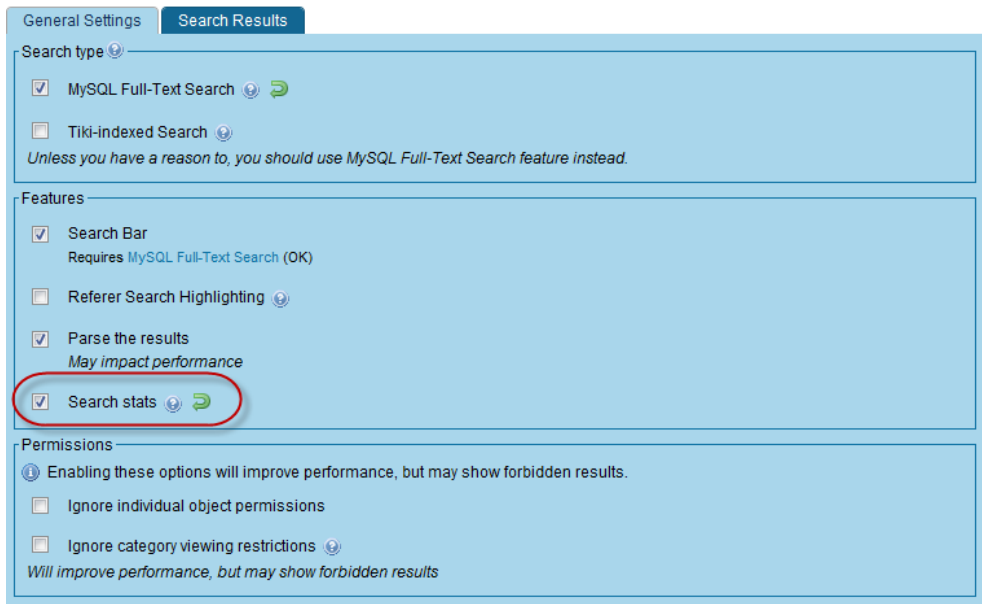 General Settings
Search Results
Search type
MySQL Full-Text Search
Tiki-indexed Search
Unless you have a reason to, you should use MySQL Full-Text Search feature instead.
Features
Search Bar
Requires MySQL Full-Text Search (OK)
Referer Search Highlighting
Parse the results
May impact performance
Search stats
Permissions
Enabling these options will improve performance, but may show forbidden results.
Ignore individual object permissions
Ignore category viewing restrictions
Will improve performance, but may show forbidden results